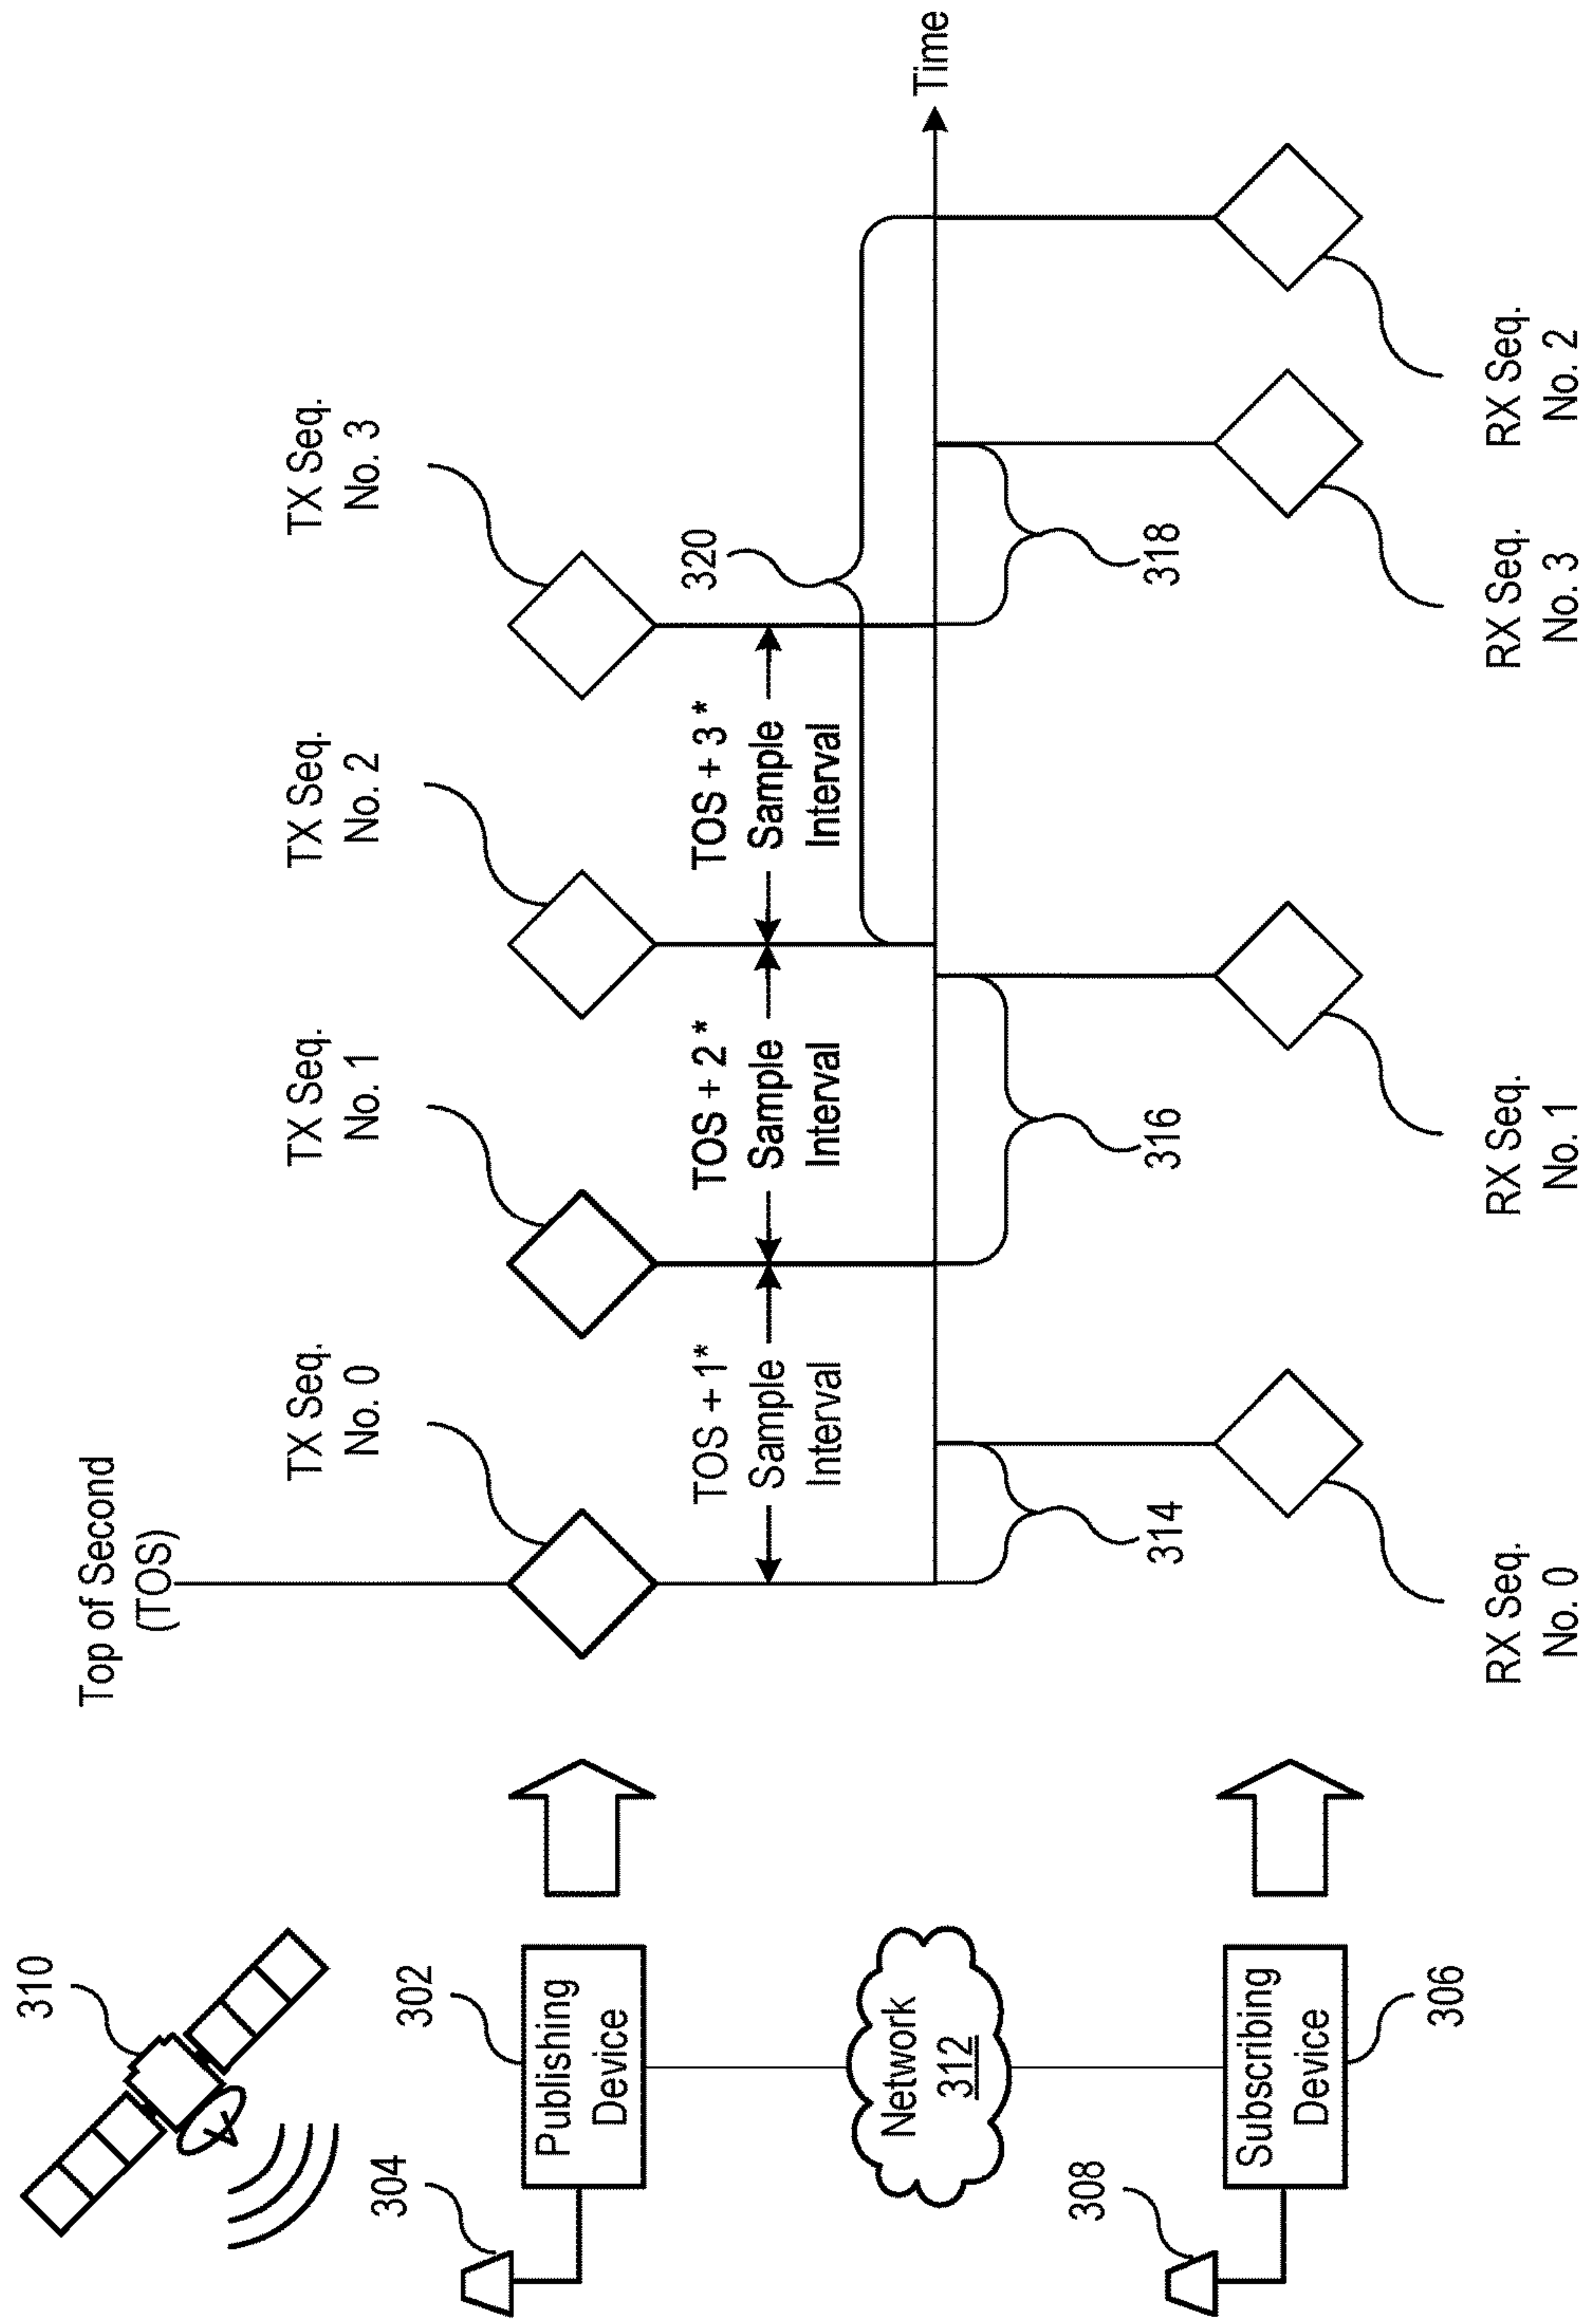 310
304
302
Publishing
Device
Network
312
308
Subscribing
Device
306
Top of Second
(TOS)
TX Seq.
No. 0
TX Seq.
No. 1
TX Seq.
No. 2
TX Seq.
No. 3
TOS + 1*
Sample
Interval
TOS + 2 *
Sample
Interval
TOS + 3 *
Sample
Interval
320
Time
314
316
318
RX Seq.
No. 0
RX Seq.
No. 1
RX Seq.
No. 3
RX Seq.
No. 2